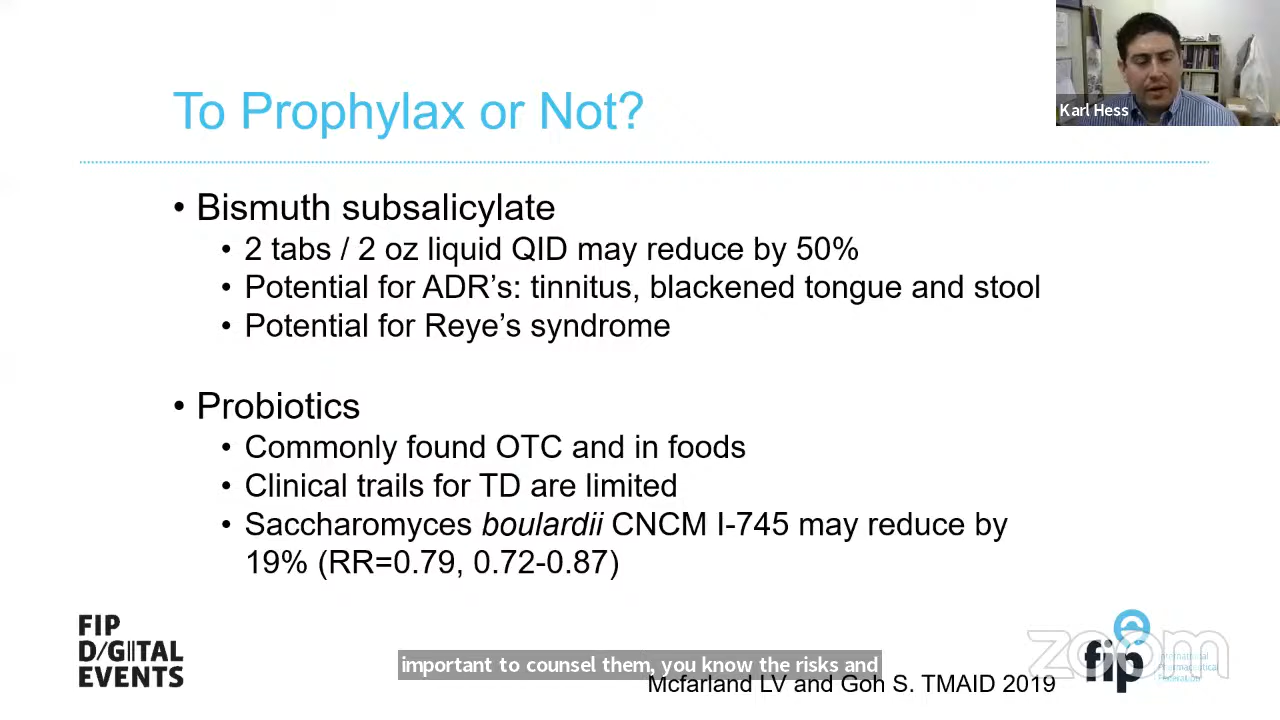 Karl Hess
To Prophylax or Not?
• Bismuth subsalicylate
• 2 tabs / 2 oz liquid QID may reduce by 50%
• Potential for ADR’s: tinnitus, blackened tongue and stool
• Potential for Reye’s syndrome
• Probiotics
• Commonly found OTC and in foods
• Clinical trails for TD are limited
• Saccharomyces boulardii CNCM I-745 may reduce by
19% (RR=0.79, 0.72-0.87)
FIP
DIGITAL
EVENTS
important to counsel them, you know the risks and
Mcfarland LV and Goh S. TMAID 2019
fip
International
Pharmaceutical
Federation
zoom